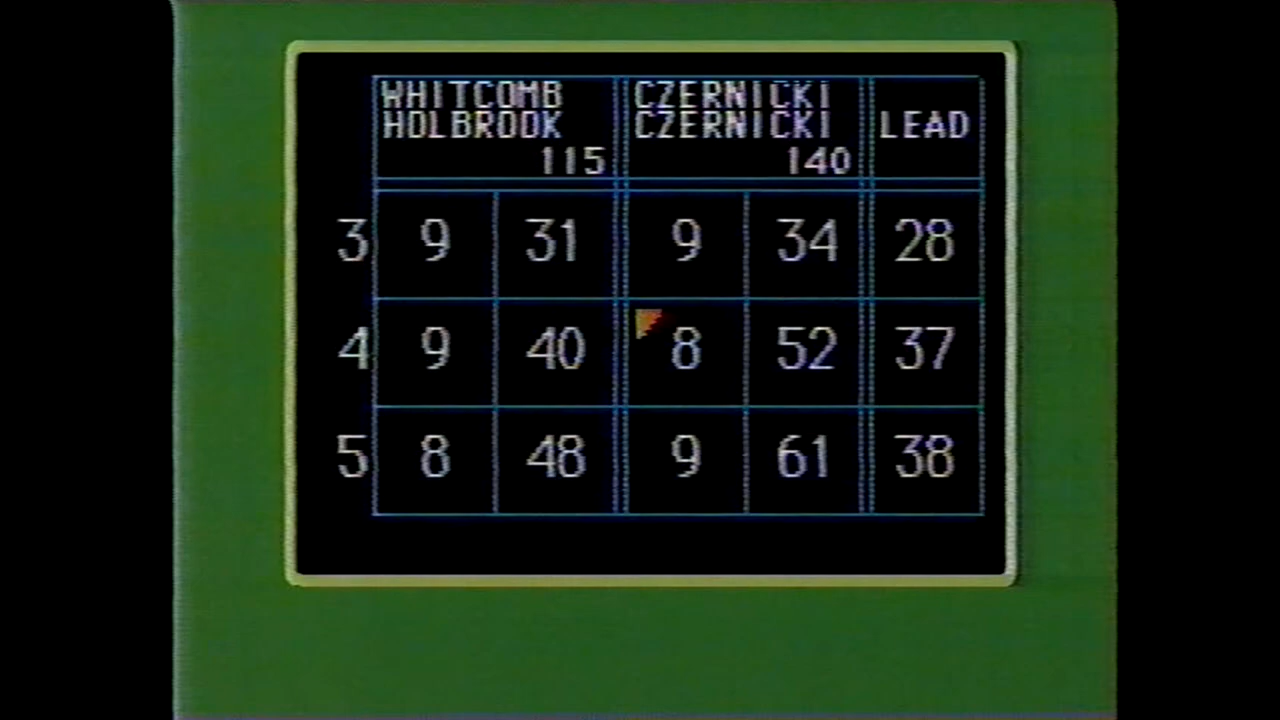 WHITCOMB CZERNICKI
HOLBROOK CZERNICKI LEAD
115 140
3 9 31 9 34 28
4 9 40 8 52 37
5 8 48 9 61 38